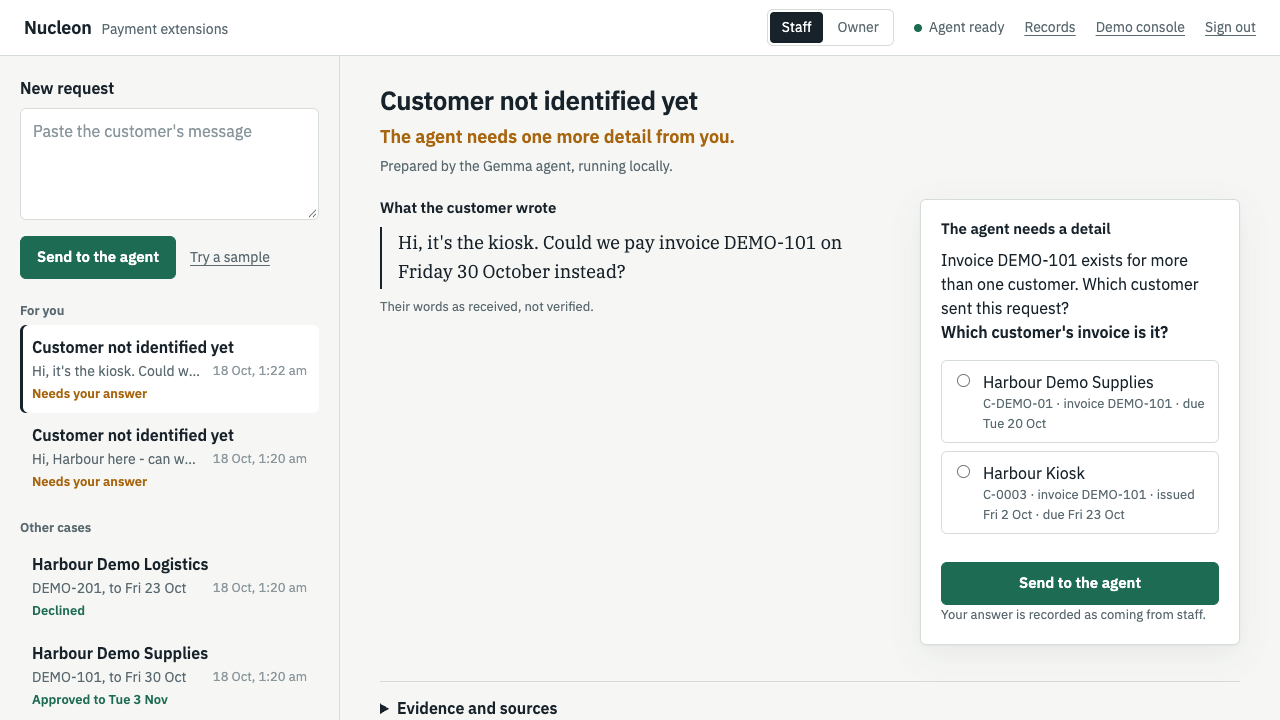 Nucleon Payment extensions
Staff Owner Agent ready Records Demo console Sign out
New request
Paste the customer's message
Send to the agent Try a sample
For you
Customer not identified yet
Hi, it's the kiosk. Could w... 18 Oct, 1:22 am
Needs your answer
Customer not identified yet
Hi, Harbour here - can w... 18 Oct, 1:20 am
Needs your answer
Other cases
Harbour Demo Logistics
DEMO-201, to Fri 23 Oct 18 Oct, 1:20 am
Declined
Harbour Demo Supplies
DEMO-101, to Fri 30 Oct 18 Oct, 1:20 am
Approved to Tue 3 Nov
Customer not identified yet
The agent needs one more detail from you.
Prepared by the Gemma agent, running locally.
What the customer wrote
Hi, it's the kiosk. Could we pay invoice DEMO-101 on
Friday 30 October instead?
Their words as received, not verified.
The agent needs a detail
Invoice DEMO-101 exists for more
than one customer. Which customer
sent this request?
Which customer's invoice is it?
Harbour Demo Supplies
C-DEMO-01 · invoice DEMO-101 · due
Tue 20 Oct
Harbour Kiosk
C-0003 · invoice DEMO-101 · issued
Fri 2 Oct · due Fri 23 Oct
Send to the agent
Your answer is recorded as coming from staff.
Evidence and sources